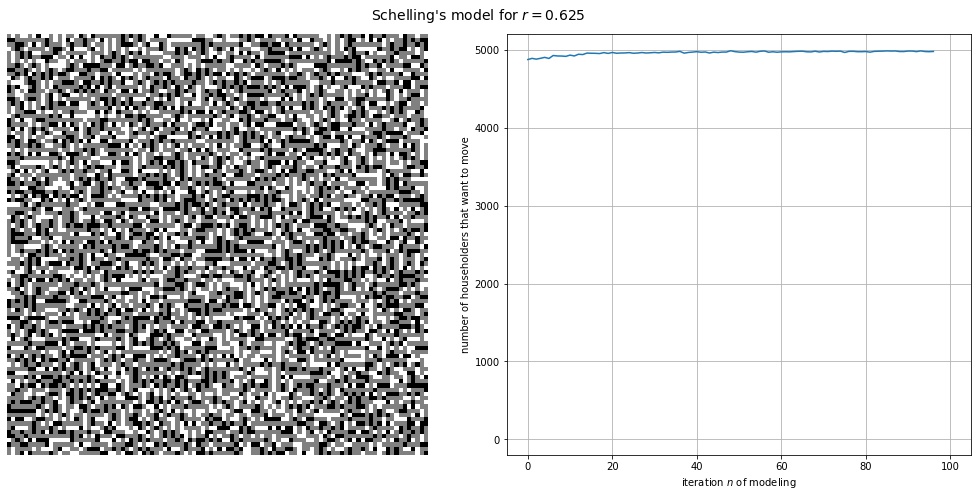 Schelling's model for r = 0.625
number of householders that want to move
5000
4000
3000
2000
1000
0
0 20 40 60 80 100
iteration n of modeling